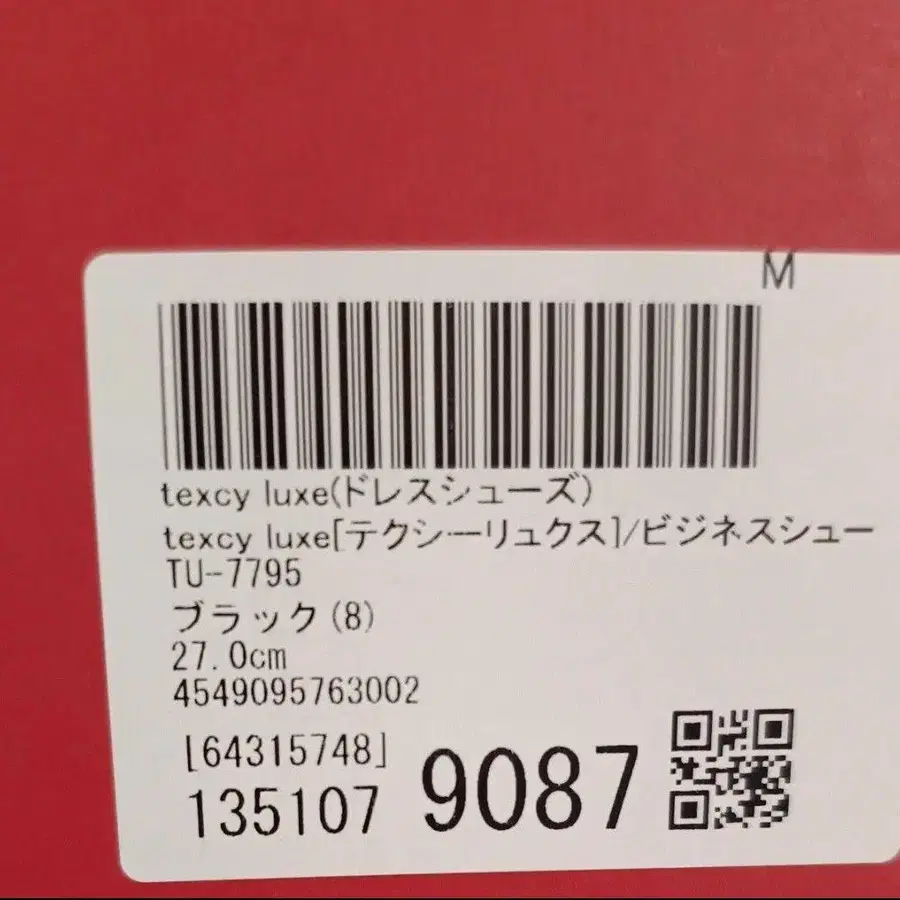 M
texcy luxe(ドレスシューズ)
texcy luxe[テクシーリュクス]/ビジネスシュー
TU-7795
ブラック(8)
27.0cm
4549095763002
[64315748]
135107 9087